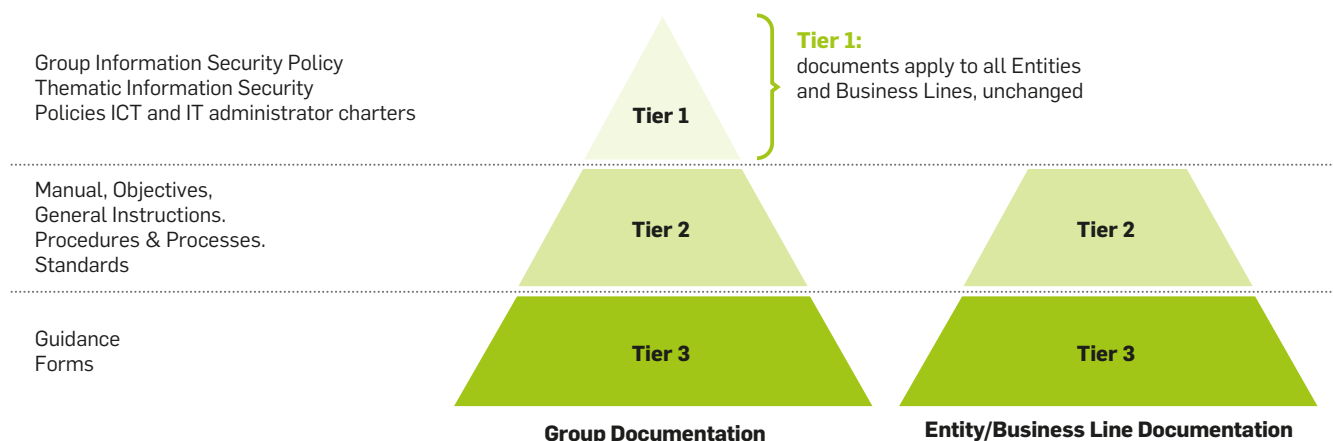 Group Information Security Policy
Thematic Information Security
Policies ICT and IT administrator charters
Tier 1
Tier 1:
documents apply to all Entities
and Business Lines, unchanged
Manual, Objectives,
General Instructions.
Procedures & Processes.
Standards
Tier 2
Tier 2
Guidance
Forms
Tier 3
Tier 3
Group Documentation
Entity/Business Line Documentation